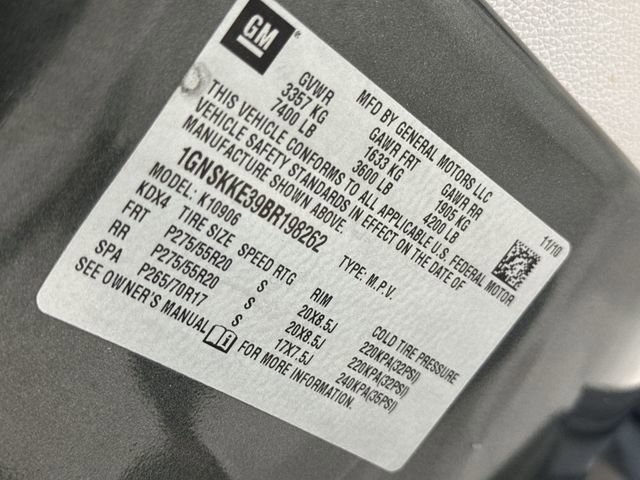 GM ®
MFD BY GENERAL MOTORS LLC
GVWR GAWR FRT GAWR RR
3357 KG 1633 KG 1905 KG
7400 LB 3600 LB 4200 LB
THIS VEHICLE CONFORMS TO ALL APPLICABLE U.S. FEDERAL MOTOR
VEHICLE SAFETY STANDARDS IN EFFECT ON THE DATE OF
MANUFACTURE SHOWN ABOVE.
11/10
1GNSKKE39BR198262 TYPE: M.P.V.
MODEL: K10906
KDX4 TIRE SIZE SPEED RTG RIM COLD TIRE PRESSURE
FRT P275/55R20 S 20X8.5J 220KPA(32PSI)
RR P275/55R20 S 20X8.5J 220KPA(32PSI)
SPA P265/70R17 S 17X7.5J 240KPA(35PSI)
SEE OWNER'S MANUAL i FOR MORE INFORMATION.